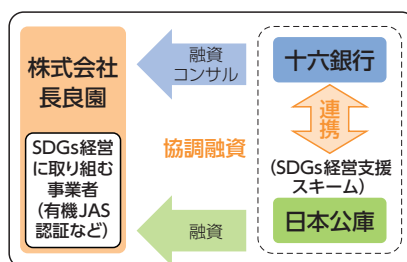 株式会社
長良園
SDGs経営
に取り組む
事業者
(有機JAS
認証など)
融資
コンサル
協調融資
融資
十六銀行
連携
(SDGs経営支援
スキーム)
日本公庫